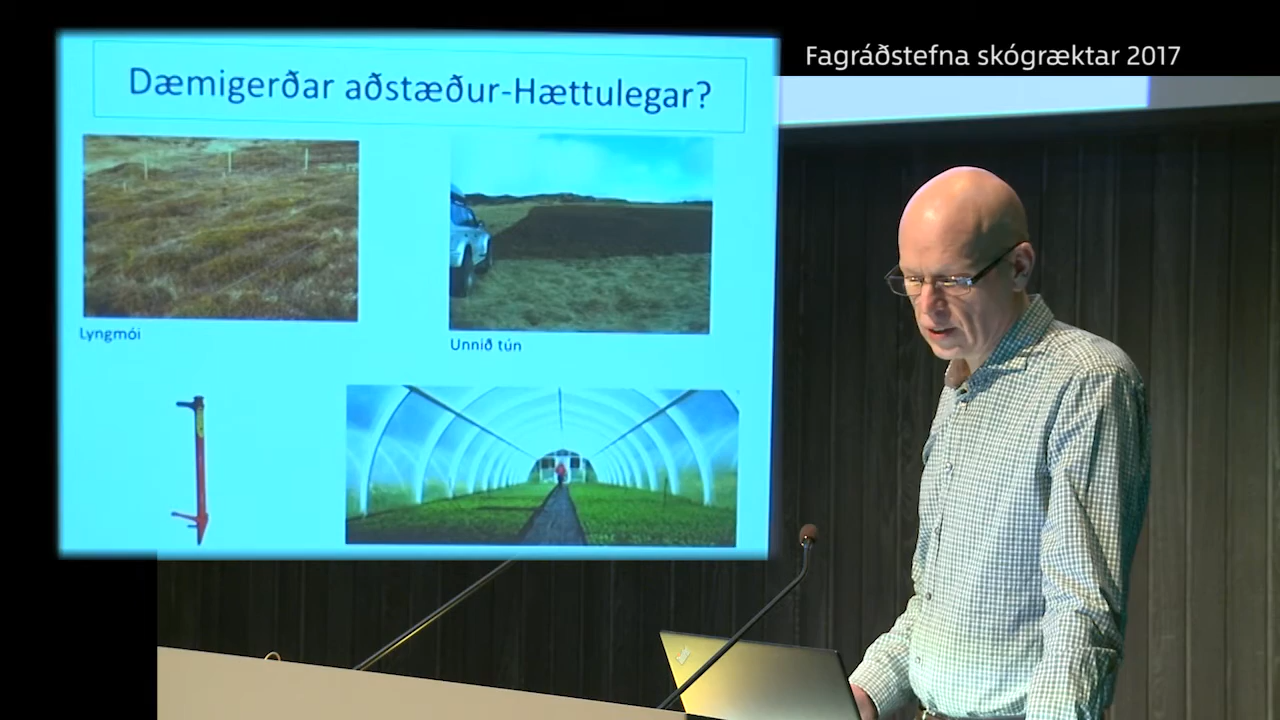 Fagráðstefna skógræktar 2017
Dæmigerðar aðstæður-Hættulegar?
Lyngmói
Unnið tún